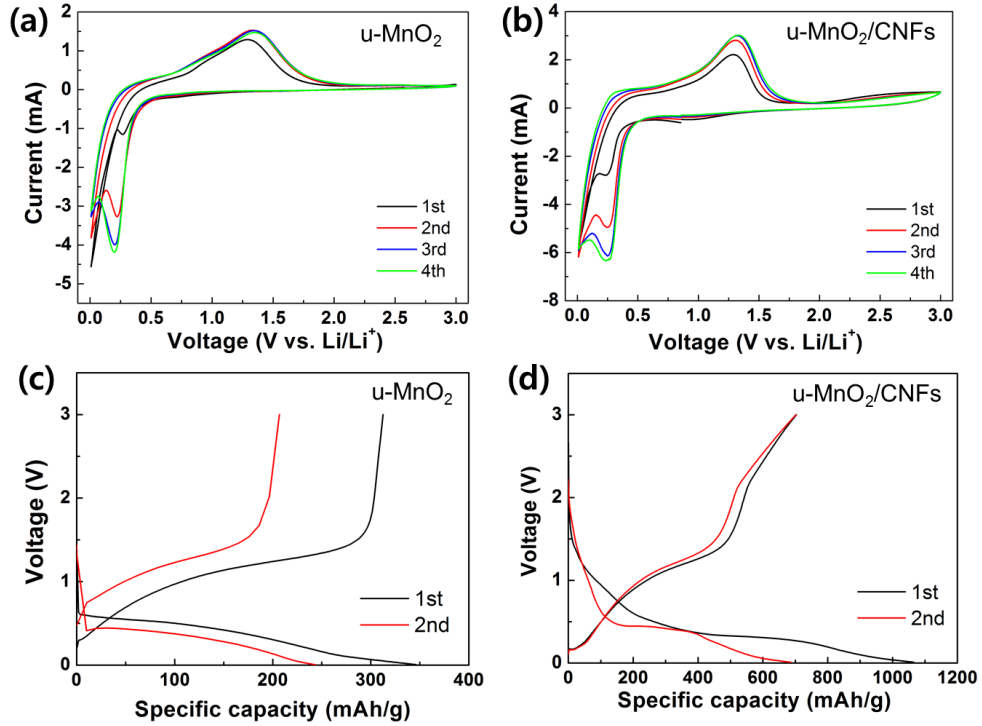 (a)
u-MnO₂
2
1
0
-1
-2
-3
-4
-5
Current (mA)
1st
2nd
3rd
4th
0.0 0.5 1.0 1.5 2.0 2.5 3.0
Voltage (V vs. Li/Li⁺)
(b)
u-MnO₂/CNFs
4
2
0
-2
-4
-6
-8
Current (mA)
1st
2nd
3rd
4th
0.0 0.5 1.0 1.5 2.0 2.5 3.0
Voltage (V vs. Li/Li⁺)
(c)
u-MnO₂
3
2
1
0
Voltage (V)
1st
2nd
0 100 200 300 400
Specific capacity (mAh/g)
(d)
u-MnO₂/CNFs
3
2
1
0
Voltage (V)
1st
2nd
0 200 400 600 800 1000 1200
Specific capacity (mAh/g)